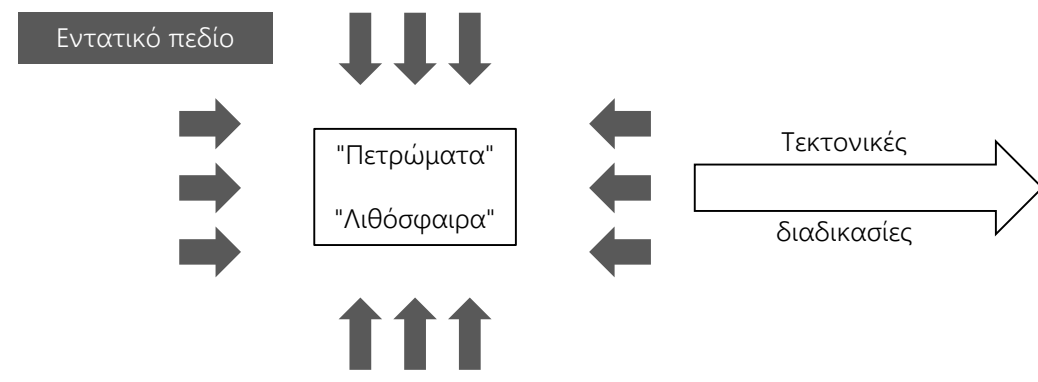 Εντατικό πεδίο
"Πετρώματα"
"Λιθόσφαιρα"
Τεκτονικές
διαδικασίες